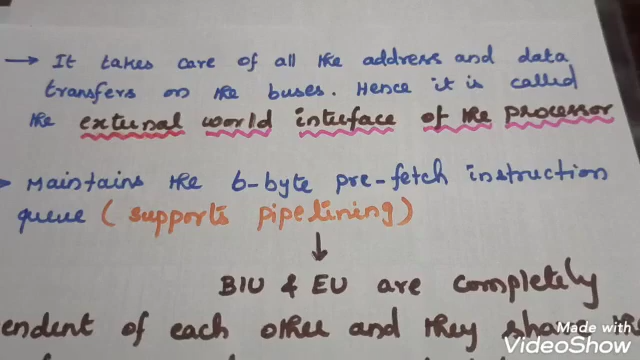 → It takes care of all the address and data
transfers on the buses. Hence it is called
the external world interface of the processor
Maintains the 6-byte pre-fetch instruction
queue (supports pipelining)
↓
BIU & EU are completely
endent of each other and they share the
Made with
VideoShow